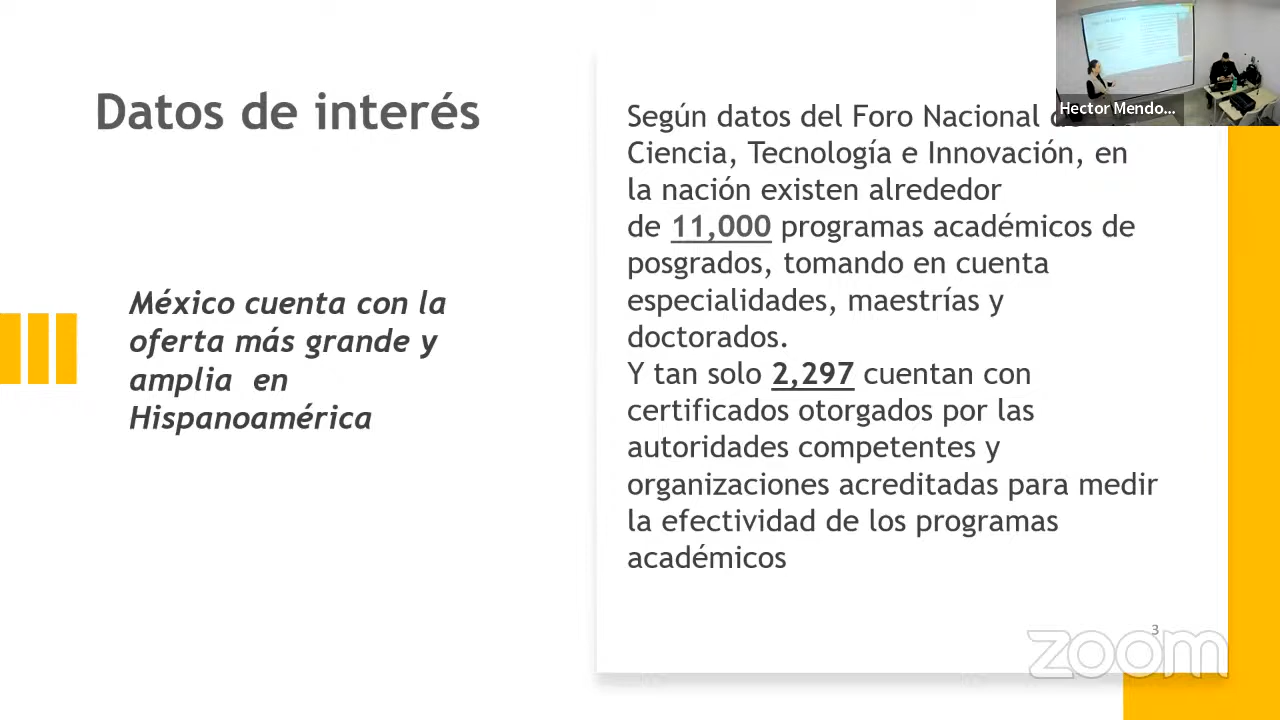 Datos de interés
México cuenta con la
oferta más grande y
amplia en
Hispanoamérica
Según datos del Foro Nacional
Ciencia, Tecnología e Innovación, en
la nación existen alrededor
de 11,000 programas académicos de
posgrados, tomando en cuenta
especialidades, maestrías y
doctorados.
Y tan solo 2,297 cuentan con
certificados otorgados por las
autoridades competentes y
organizaciones acreditadas para medir
la efectividad de los programas
académicos
Hector Mendo...
3
zoom